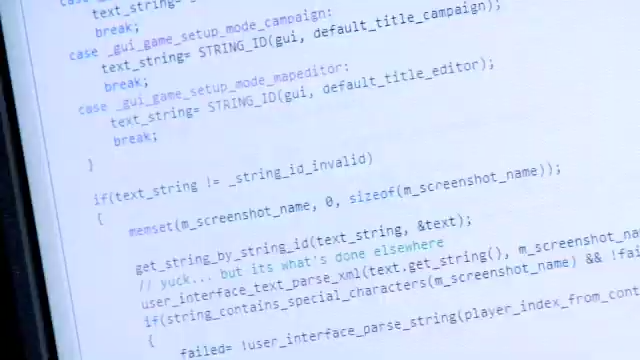 text_string=
break;
case _gui_game_setup_mode_campaign:
text_string= STRING_ID(gui, default_title_campaign);
break;
case _gui_game_setup_mode_mapeditor:
text_string= STRING_ID(gui, default_title_editor);
break;
}
if(text_string != _string_id_invalid)
{
memset(m_screenshot_name, 0, sizeof(m_screenshot_name));
get_string_by_string_id(text_string, &text);
// yuck... but its what's done elsewhere
user_interface_text_parse_xml(text.get_string(), m_screenshot_na
if(string_contains_special_characters(m_screenshot_name) && !fai
{
failed= !user_interface_parse_string(player_index_from_cont